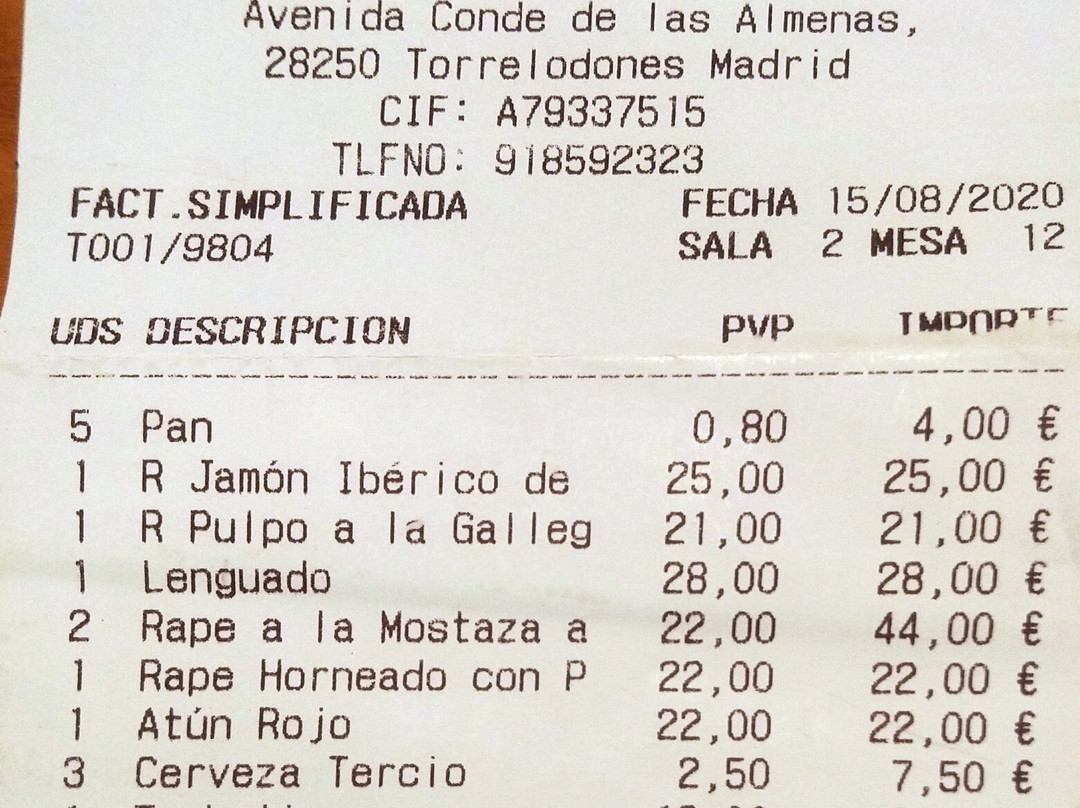 Avenida Conde de las Almenas,
28250 Torrelodones Madrid
CIF: A79337515
TLFNO: 918592323
FACT.SIMPLIFICADA FECHA 15/08/2020
T001/9804 SALA 2 MESA 12
UDS DESCRIPCION PVP IMPORTE
5 Pan 0,80 4,00 €
1 R Jamón Ibérico de 25,00 25,00 €
1 R Pulpo a la Galleg 21,00 21,00 €
1 Lenguado 28,00 28,00 €
2 Rape a la Mostaza a 22,00 44,00 €
1 Rape Horneado con P 22,00 22,00 €
1 Atún Rojo 22,00 22,00 €
3 Cerveza Tercio 2,50 7,50 €